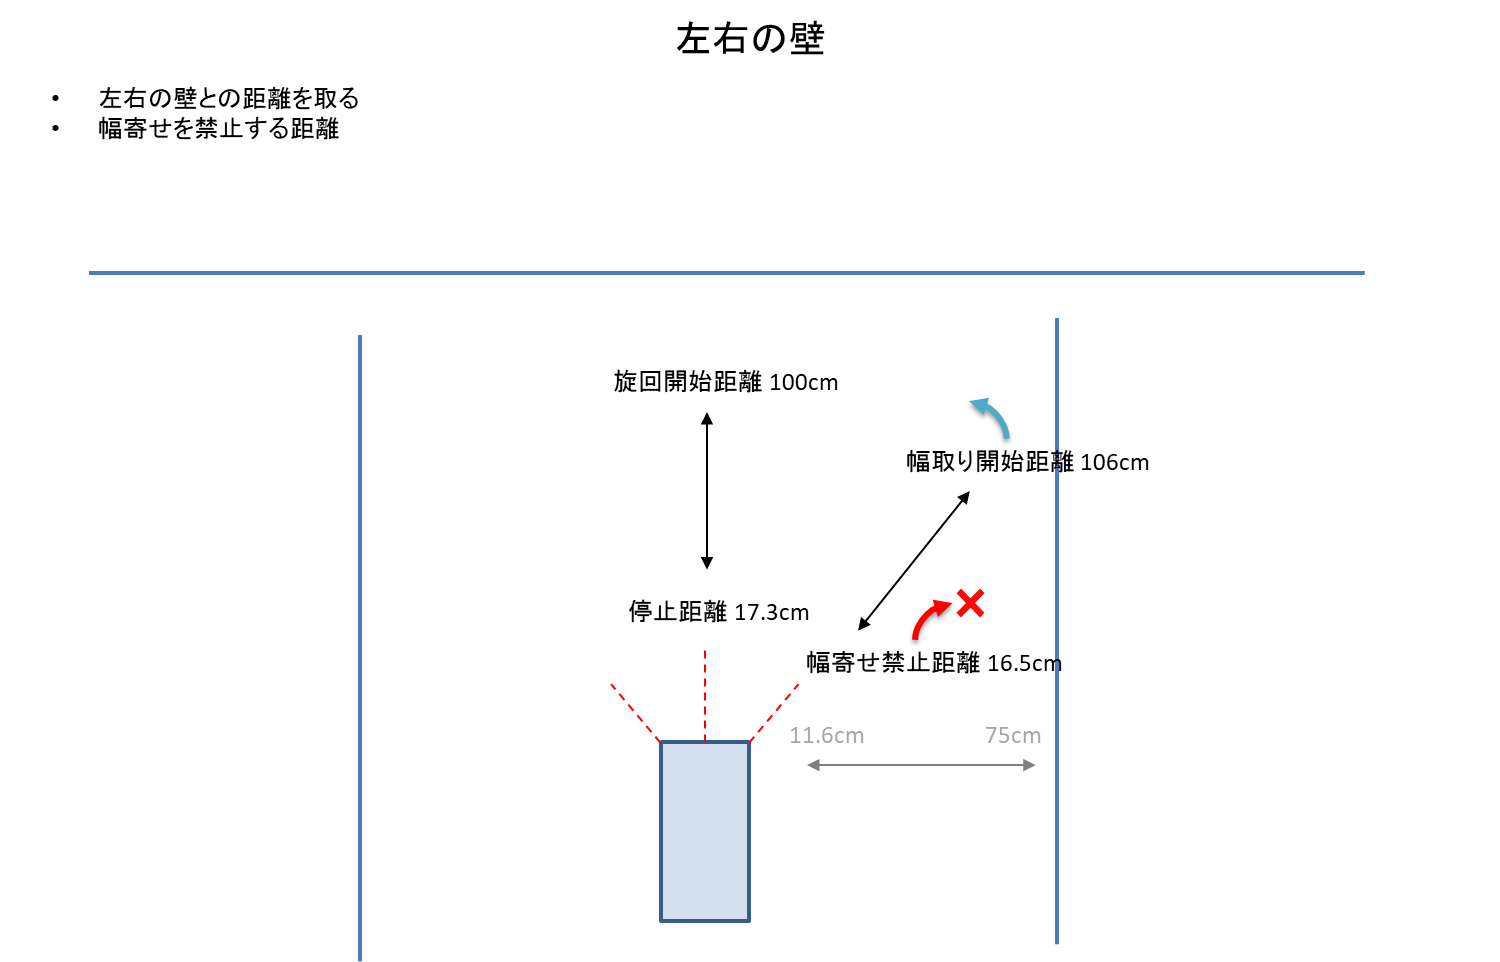 左右の壁
• 左右の壁との距離を取る
• 幅寄せを禁止する距離
旋回開始距離 100cm
幅取り開始距離 106cm
停止距離 17.3cm
幅寄せ禁止距離 16.5cm
11.6cm
75cm